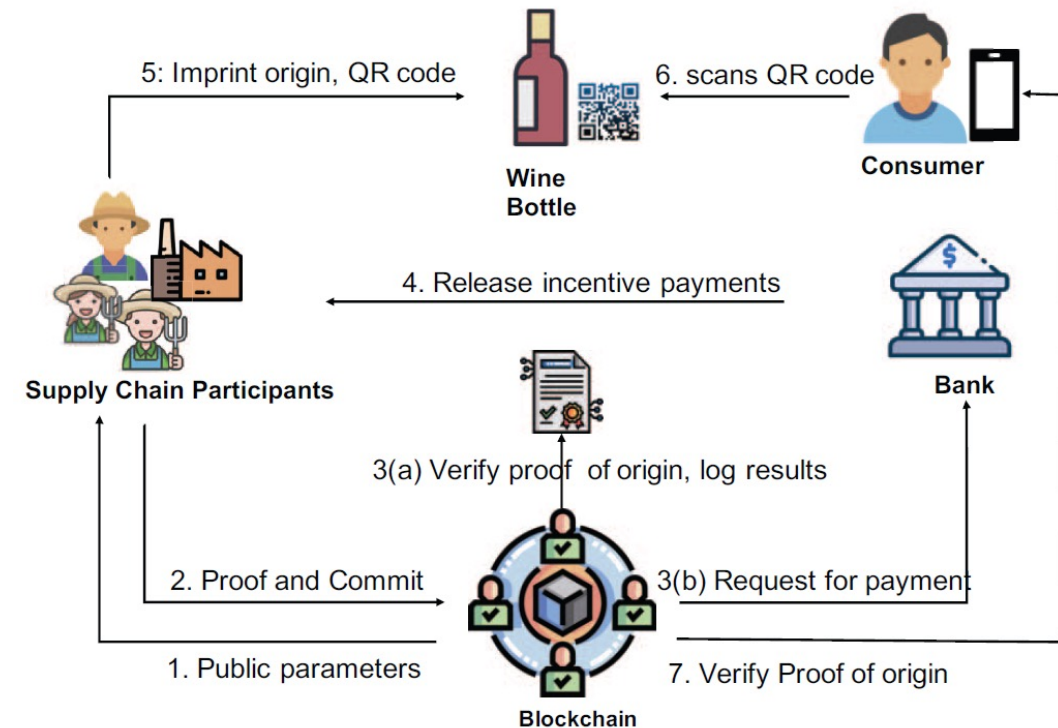 5: Imprint origin, QR code
6. scans QR code
Wine
Bottle
Consumer
$
4. Release incentive payments
Supply Chain Participants
Bank
3(a) Verify proof of origin, log results
2. Proof and Commit
3(b) Request for payment
1. Public parameters
7. Verify Proof of origin
Blockchain